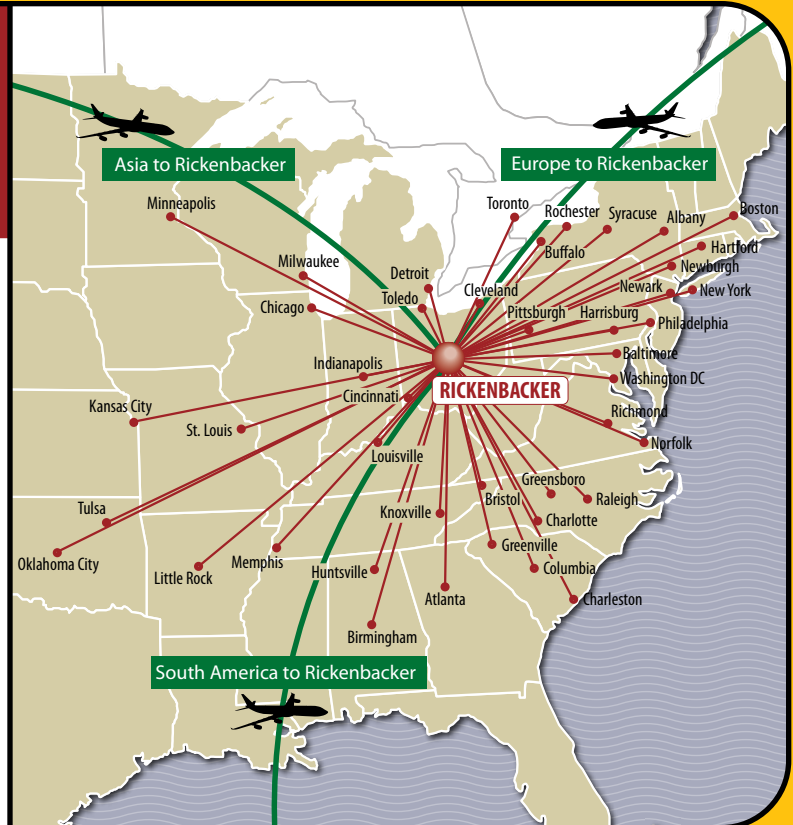 Asia to Rickenbacker
Europe to Rickenbacker
Minneapolis
Toronto
Rochester
Syracuse
Albany
Boston
Buffalo
Hartford
Milwaukee
Detroit
Newburgh
Toledo
Cleveland
Newark
New York
Chicago
Pittsburgh
Harrisburg
Philadelphia
Indianapolis
Baltimore
Cincinnati
RICKENBACKER
Washington DC
Kansas City
St. Louis
Richmond
Louisville
Norfolk
Greensboro
Bristol
Raleigh
Tulsa
Knoxville
Charlotte
Oklahoma City
Little Rock
Memphis
Huntsville
Greenville
Columbia
Atlanta
Charleston
Birmingham
South America to Rickenbacker